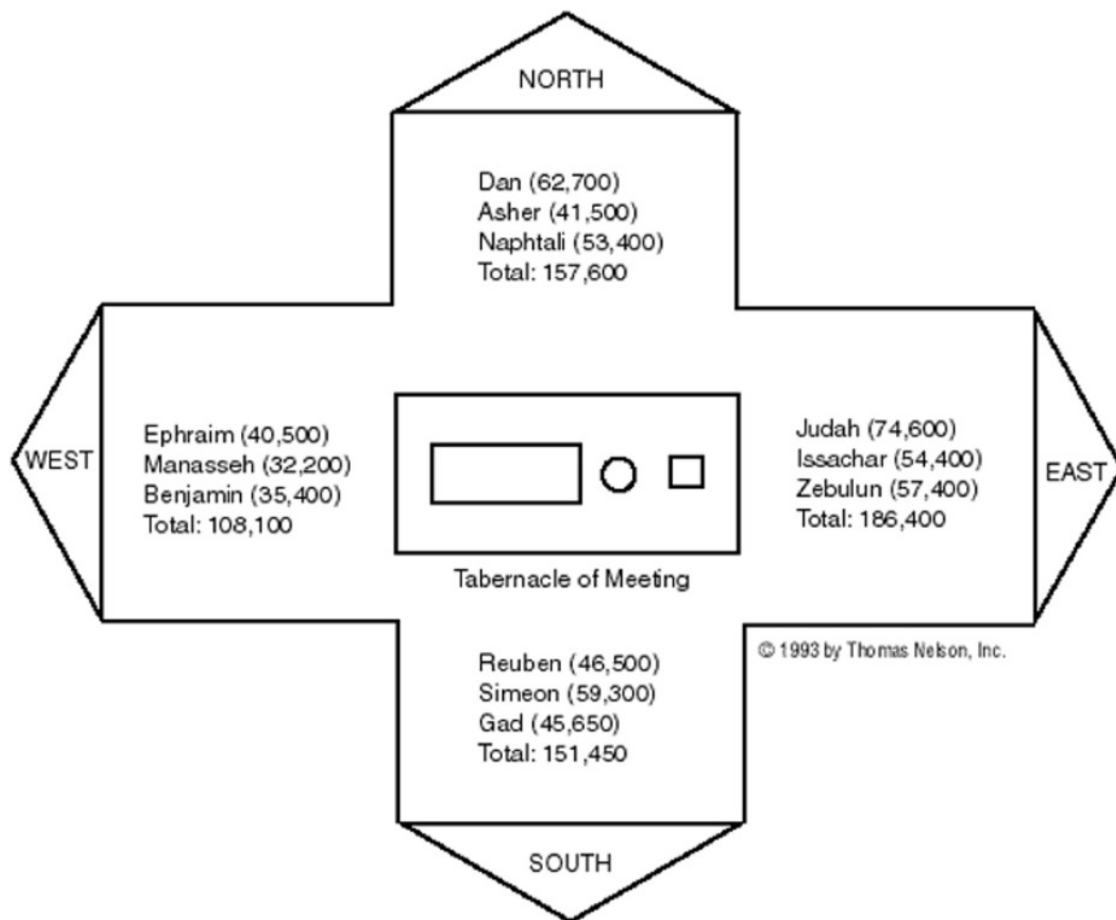 NORTH
Dan (62,700)
Asher (41,500)
Naphtali (53,400)
Total: 157,600
WEST
Ephraim (40,500)
Manasseh (32,200)
Benjamin (35,400)
Total: 108,100
Judah (74,600)
Issachar (54,400)
Zebulun (57,400)
Total: 186,400
EAST
Tabernacle of Meeting
© 1993 by Thomas Nelson, Inc.
Reuben (46,500)
Simeon (59,300)
Gad (45,650)
Total: 151,450
SOUTH